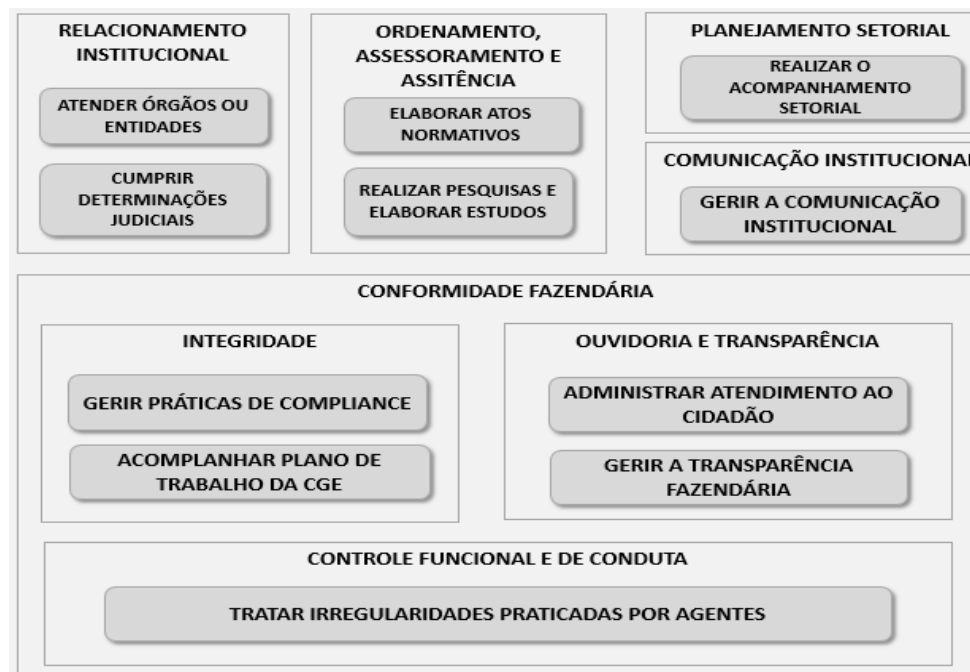 RELACIONAMENTO
INSTITUCIONAL
ATENDER ÓRGÃOS OU
ENTIDADES
CUMPRIR
DETERMINAÇÕES
JUDICIAIS
ORDENAMENTO,
ASSESSORAMENTO E
ASSITÊNCIA
ELABORAR ATOS
NORMATIVOS
REALIZAR PESQUISAS E
ELABORAR ESTUDOS
PLANEJAMENTO SETORIAL
REALIZAR O
ACOMPANHAMENTO
SETORIAL
COMUNICAÇÃO INSTITUCIONAL
GERIR A COMUNICAÇÃO
INSTITUCIONAL
CONFORMIDADE FAZENDÁRIA
INTEGRIDADE
GERIR PRÁTICAS DE COMPLIANCE
ACOMPLANHAR PLANO DE
TRABALHO DA CGE
OUVIDORIA E TRANSPARÊNCIA
ADMINISTRAR ATENDIMENTO AO
CIDADÃO
GERIR A TRANSPARÊNCIA
FAZENDÁRIA
CONTROLE FUNCIONAL E DE CONDUTA
TRATAR IRREGULARIDADES PRATICADAS POR AGENTES